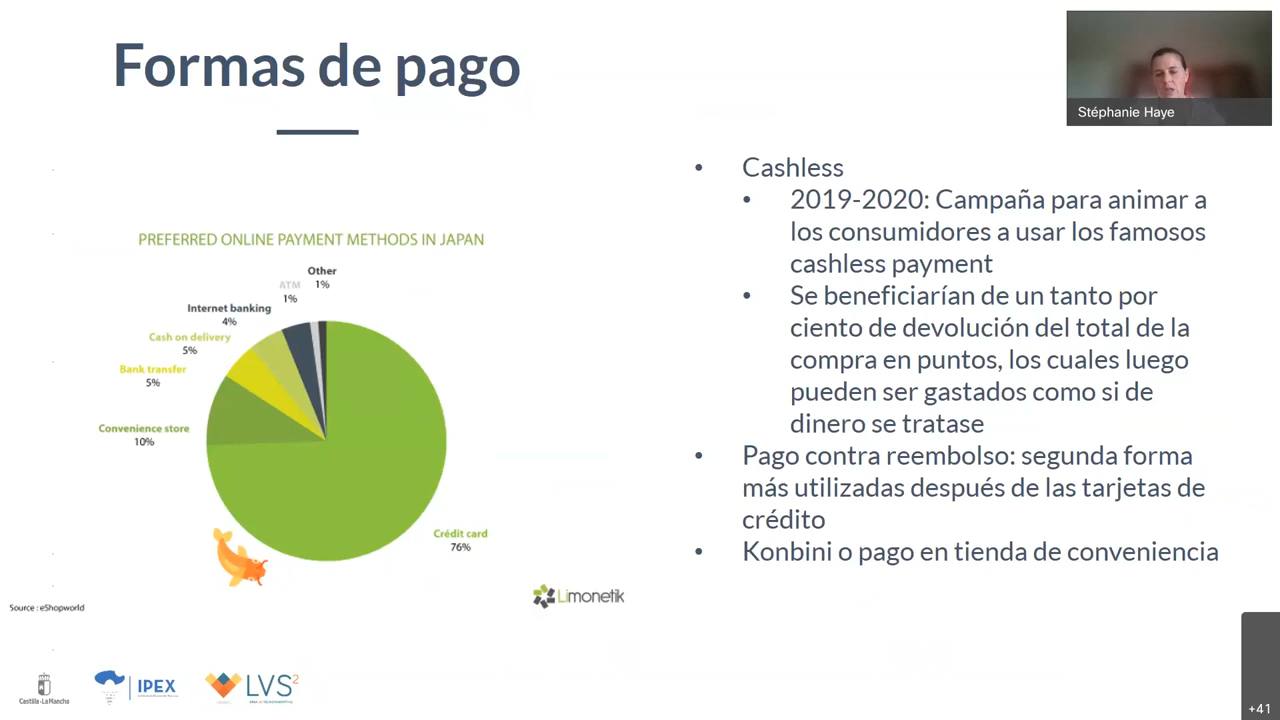 Formas de pago
Stéphanie Haye
PREFERRED ONLINE PAYMENT METHODS IN JAPAN
Other
1%
ATM
1%
Internet banking
4%
Cash on delivery
5%
Bank transfer
5%
Convenience store
10%
Crédit card
76%
Limonetik
Source : eShopworld
• Cashless
• 2019-2020: Campaña para animar a
los consumidores a usar los famosos
cashless payment
• Se beneficiarían de un tanto por
ciento de devolución del total de la
compra en puntos, los cuales luego
pueden ser gastados como si de
dinero se tratase
• Pago contra reembolso: segunda forma
más utilizadas después de las tarjetas de
crédito
• Konbini o pago en tienda de conveniencia
Castilla-La Mancha
IPEX
LVS2
+41